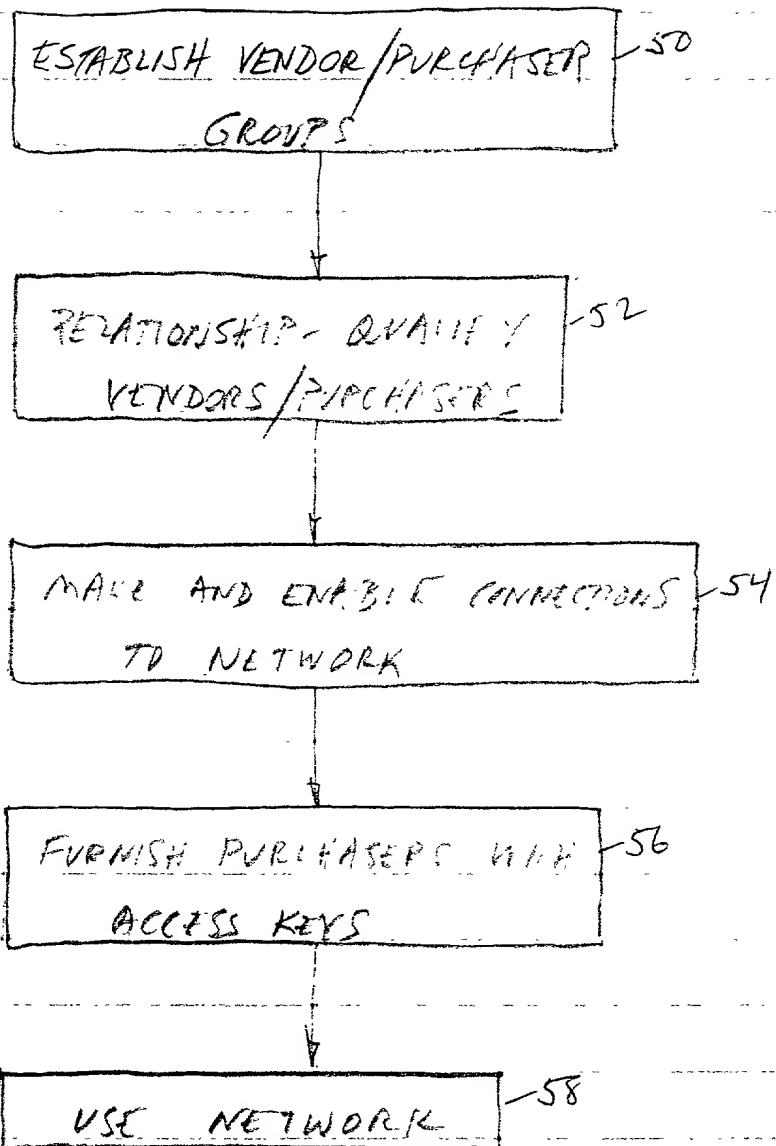 ESTABLISH VENDOR/PURCHASER 50
GROUPS
RELATIONSHIP-QUALIFY 52
VENDORS/PURCHASERS
MAKE AND ENABLE CONNECTIONS 54
TO NETWORK
FURNISH PURCHASERS WITH 56
ACCESS KEYS
USE NETWORK 58